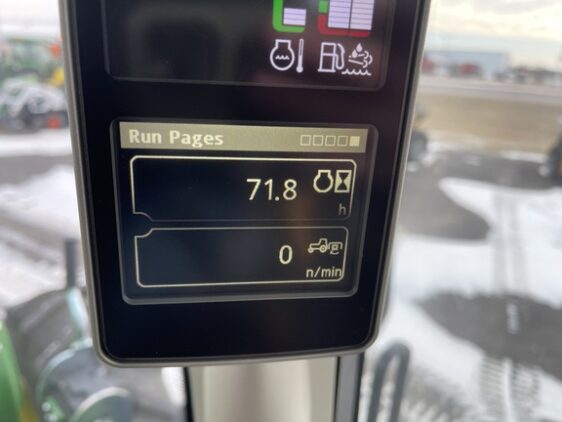 Run Pages
71.8
h
0
n/min